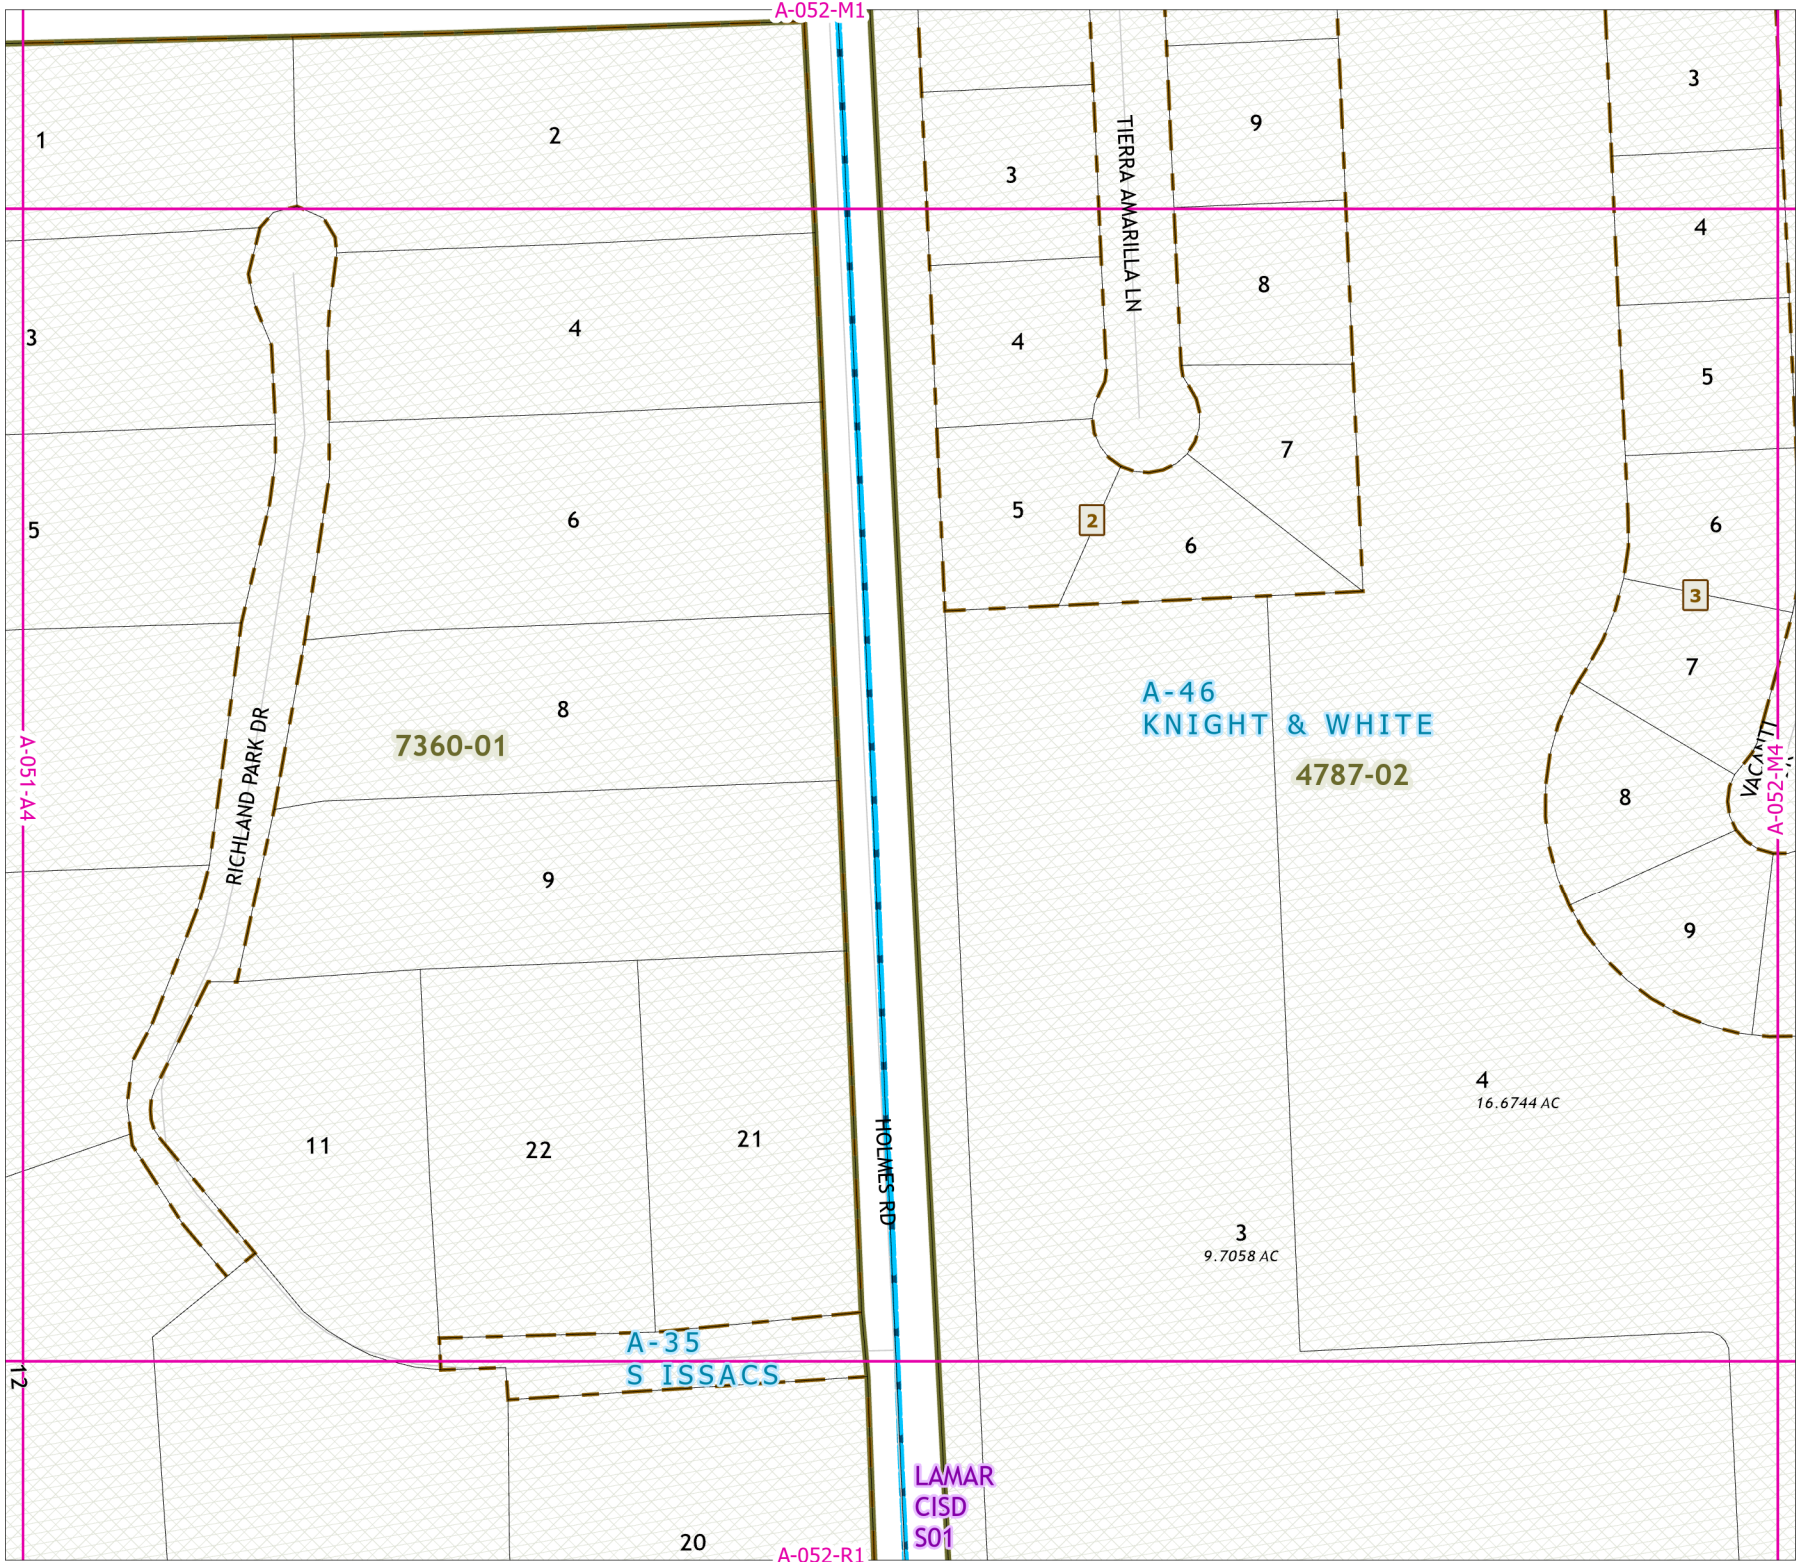 A-052-M1
1
2
3
9
3
TIERRA AMARILLA LN
4
8
3
4
4
5
7
5
6
5
2
6
6
3
7
8
A-46
KNIGHT & WHITE
7360-01
4787-02
RICHLAND PARK DR
A-051-A4
A-052-M4
8
9
9
4
16.6744 AC
11
22
21
HOLMES RD
3
9.7058 AC
A-35
S ISSACS
12
LAMAR
CISD
S01
20
A-052-R1